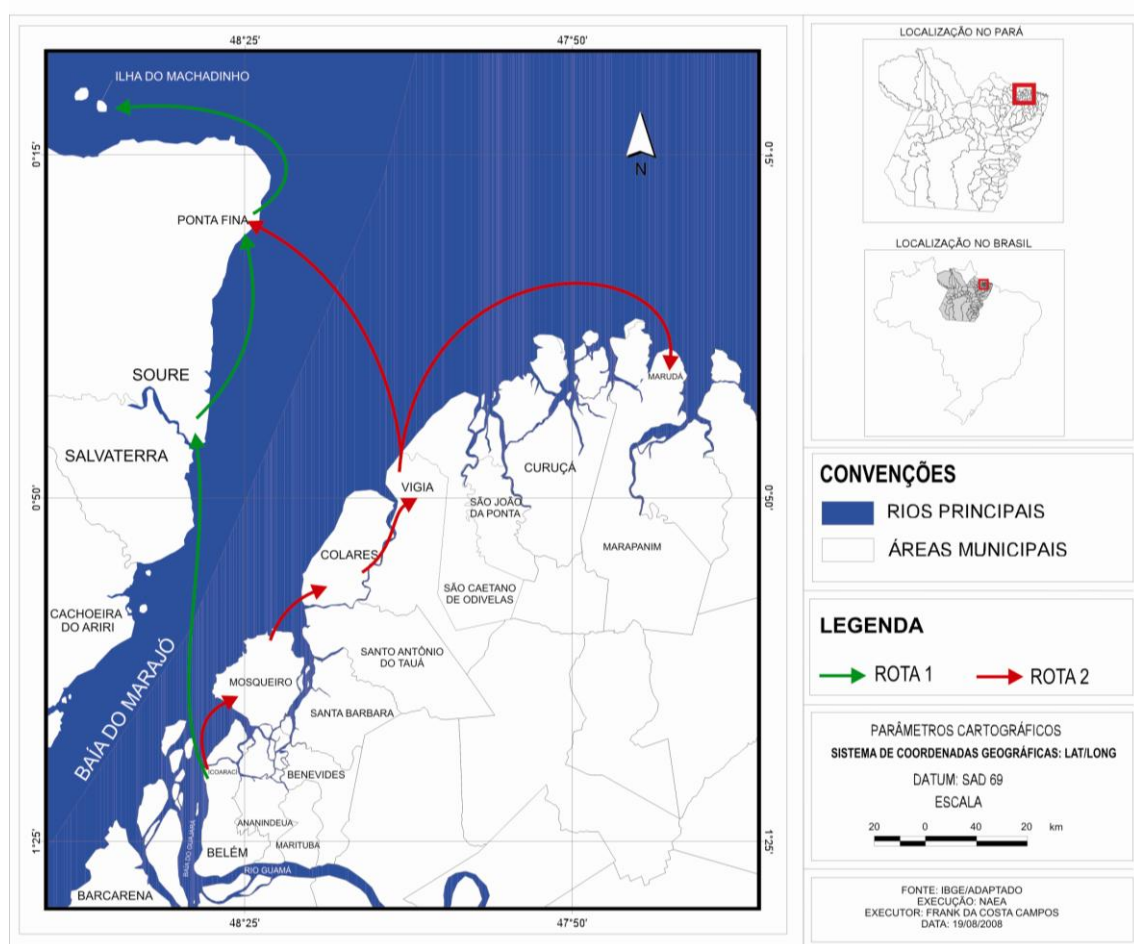 48°25'
47°50'
ILHA DO MACHADINHO
0°15'
0°15'
N
PONTA FINA
SOURE
MARUDÁ
SALVATERRA
CURUÇÁ
VIGIA
0°50'
0°50'
SÃO JOÃO
DA PONTA
COLARES
MARAPANIM
SÃO CAETANO
DE ODIVELAS
CACHOEIRA
DO ARIRI
BAÍA DO MARAJÓ
SANTO ANTÔNIO
DO TAUÁ
MOSQUEIRO
SANTA BARBARA
COARACI
BENEVIDES
ANANINDEUA
BELÉM
MARITUBA
BAÍA DO GUAJARÁ
RIO GUAMÁ
1°25'
1°25'
BARCARENA
48°25'
47°50'
LOCALIZAÇÃO NO PARÁ
LOCALIZAÇÃO NO BRASIL
CONVENÇÕES
RIOS PRINCIPAIS
ÁREAS MUNICIPAIS
LEGENDA
ROTA 1
ROTA 2
PARÂMETROS CARTOGRÁFICOS
SISTEMA DE COORDENADAS GEOGRÁFICAS: LAT/LONG
DATUM: SAD 69
ESCALA
20 0 20 40 20 km
FONTE: IBGE/ADAPTADO
EXECUÇÃO: NAEA
EXECUTOR: FRANK DA COSTA CAMPOS
DATA: 19/08/2008